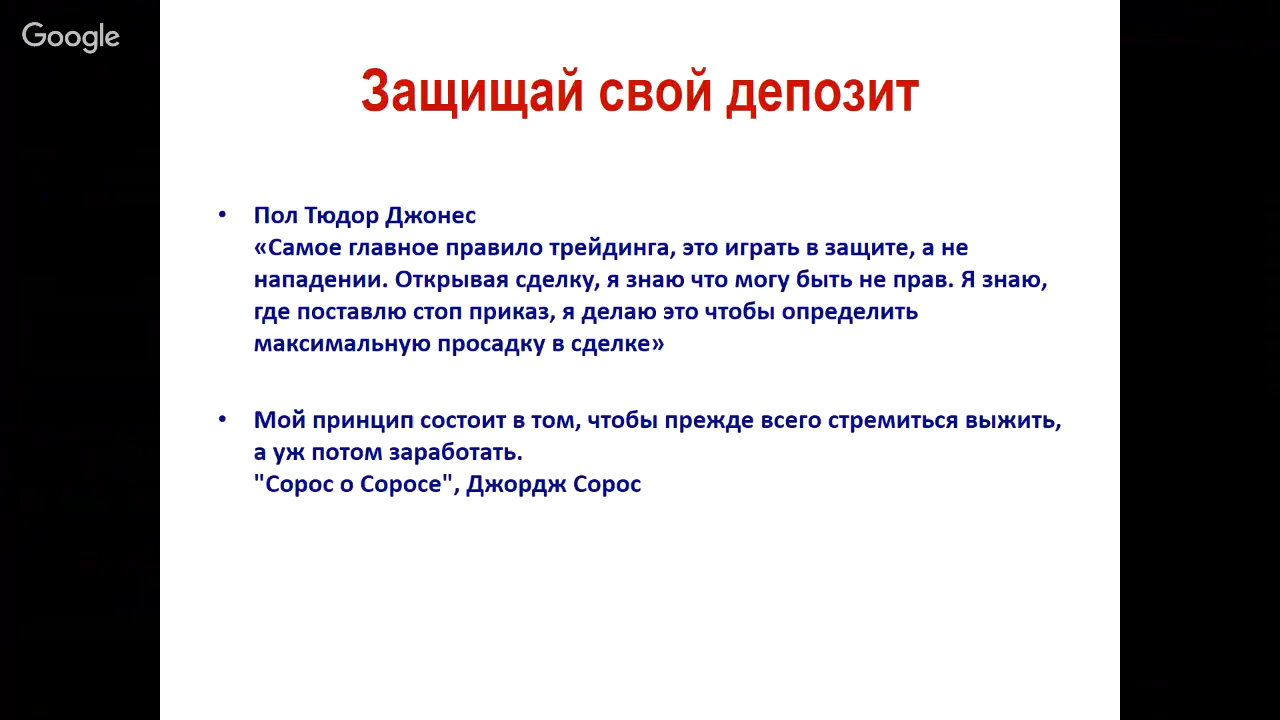 Google
Защищай свой депозит
• Пол Тюдор Джонес
«Самое главное правило трейдинга, это играть в защите, а не
нападении. Открывая сделку, я знаю что могу быть не прав. Я знаю,
где поставлю стоп приказ, я делаю это чтобы определить
максимальную просадку в сделке»
• Мой принцип состоит в том, чтобы прежде всего стремиться выжить,
а уж потом заработать.
"Сорос о Соросе", Джордж Сорос